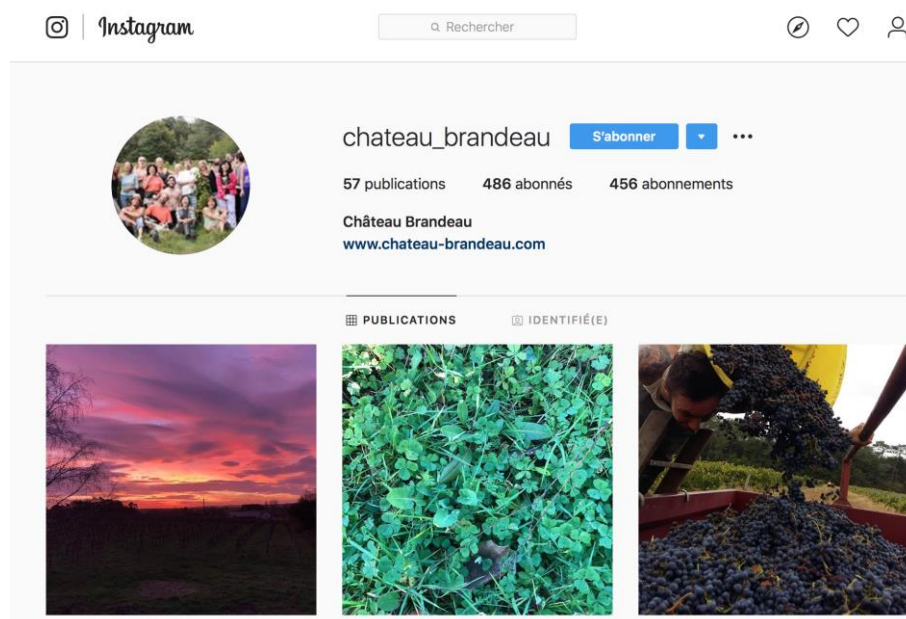 Instagram
Rechercher
chateau_brandeau S'abonner
57 publications 486 abonnés 456 abonnements
Château Brandeau
www.chateau-brandeau.com
PUBLICATIONS IDENTIFIÉ(E)